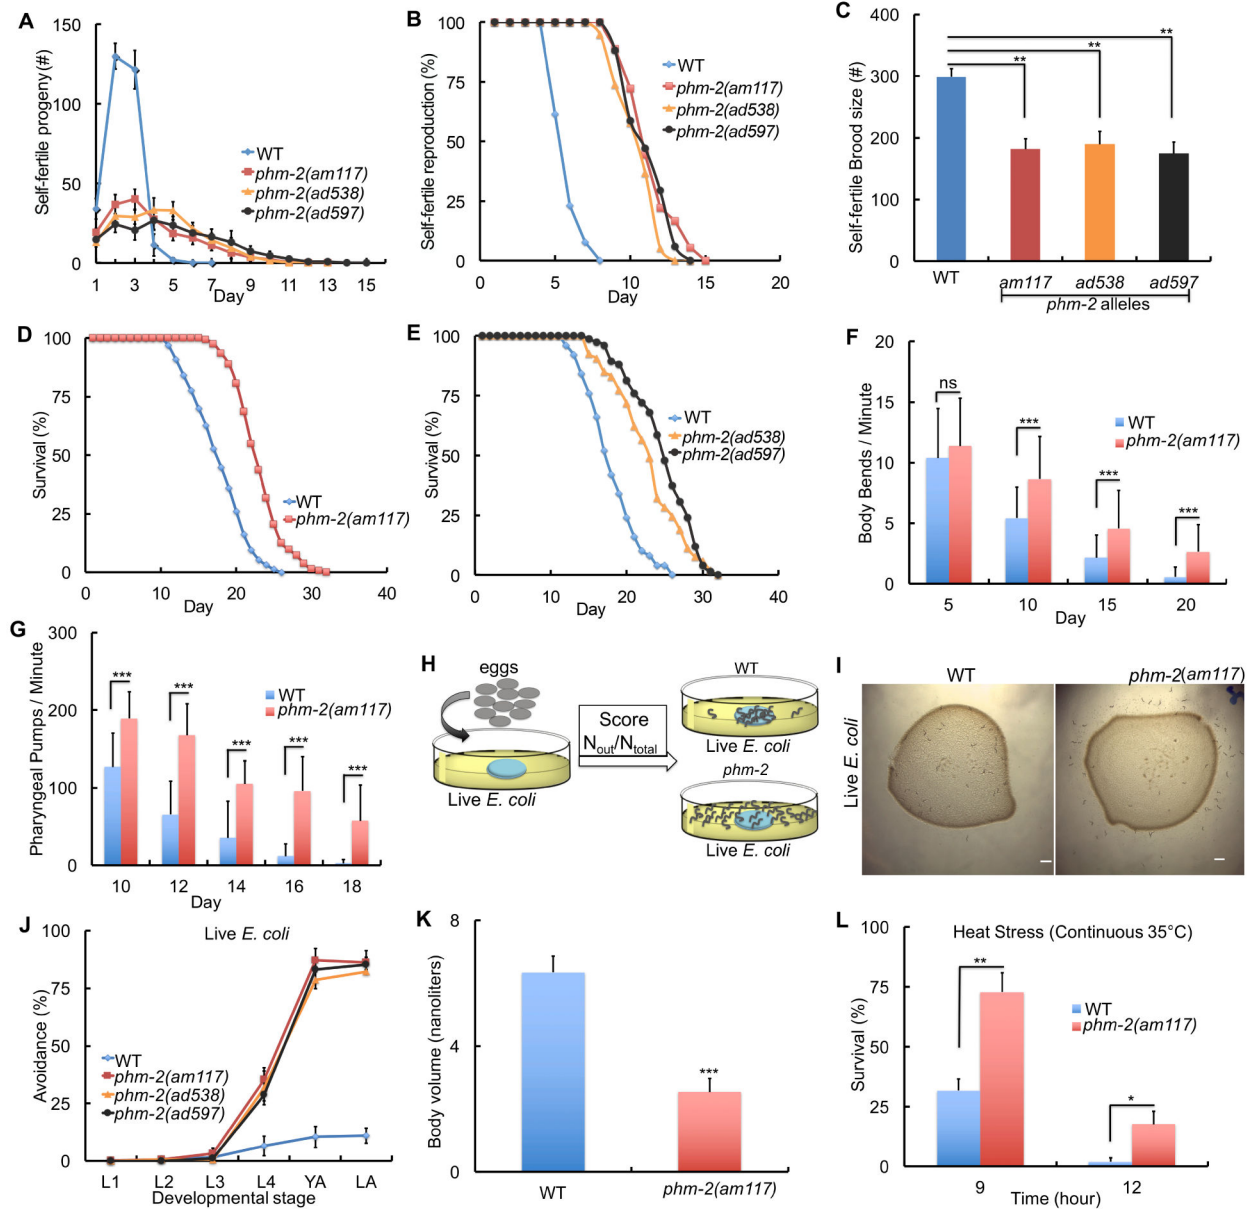 A
150
100
50
0
Self-fertile progeny(#)
WT
phm-2(am117)
phm-2(ad538)
phm-2(ad597)
1 3 5 7 9 11 13 15
Day
B
100
75
50
25
0
Self-fertile reproduction (%)
WT
phm-2(am117)
phm-2(ad538)
phm-2(ad597)
0 5 10 15 20
Day
C
400
300
200
100
0
Self-fertile Brood size (#)
**
**
**
WT
am117 ad538 ad597
phm-2 alleles
D
100
75
50
25
0
Survival (%)
WT
phm-2(am117)
0 10 20 30 40
Day
E
100
75
50
25
0
Survival (%)
WT
phm-2(ad538)
phm-2(ad597)
0 10 20 30 40
Day
F
20
15
10
5
0
Body Bends / Minute
ns
***
***
***
WT
phm-2(am117)
5 10 15 20
Day
G
300
200
100
0
Pharyngeal Pumps / Minute
***
***
***
***
***
WT
phm-2(am117)
10 12 14 16 18
Day
H
eggs
Live E. coli
Score
Nout/Ntotal
WT
Live E. coli
phm-2
Live E. coli
I
WT
phm-2(am117)
Live E. coli
J
Live E. coli
100
75
50
25
0
Avoidance (%)
WT
phm-2(am117)
phm-2(ad538)
phm-2(ad597)
L1 L2 L3 L4 YA LA
Developmental stage
K
8
4
0
Body volume (nanoliters)
***
WT
phm-2(am117)
L
Heat Stress (Continuous 35°C)
100
75
50
25
0
Survival (%)
**
*
WT
phm-2(am117)
9 12
Time (hour)